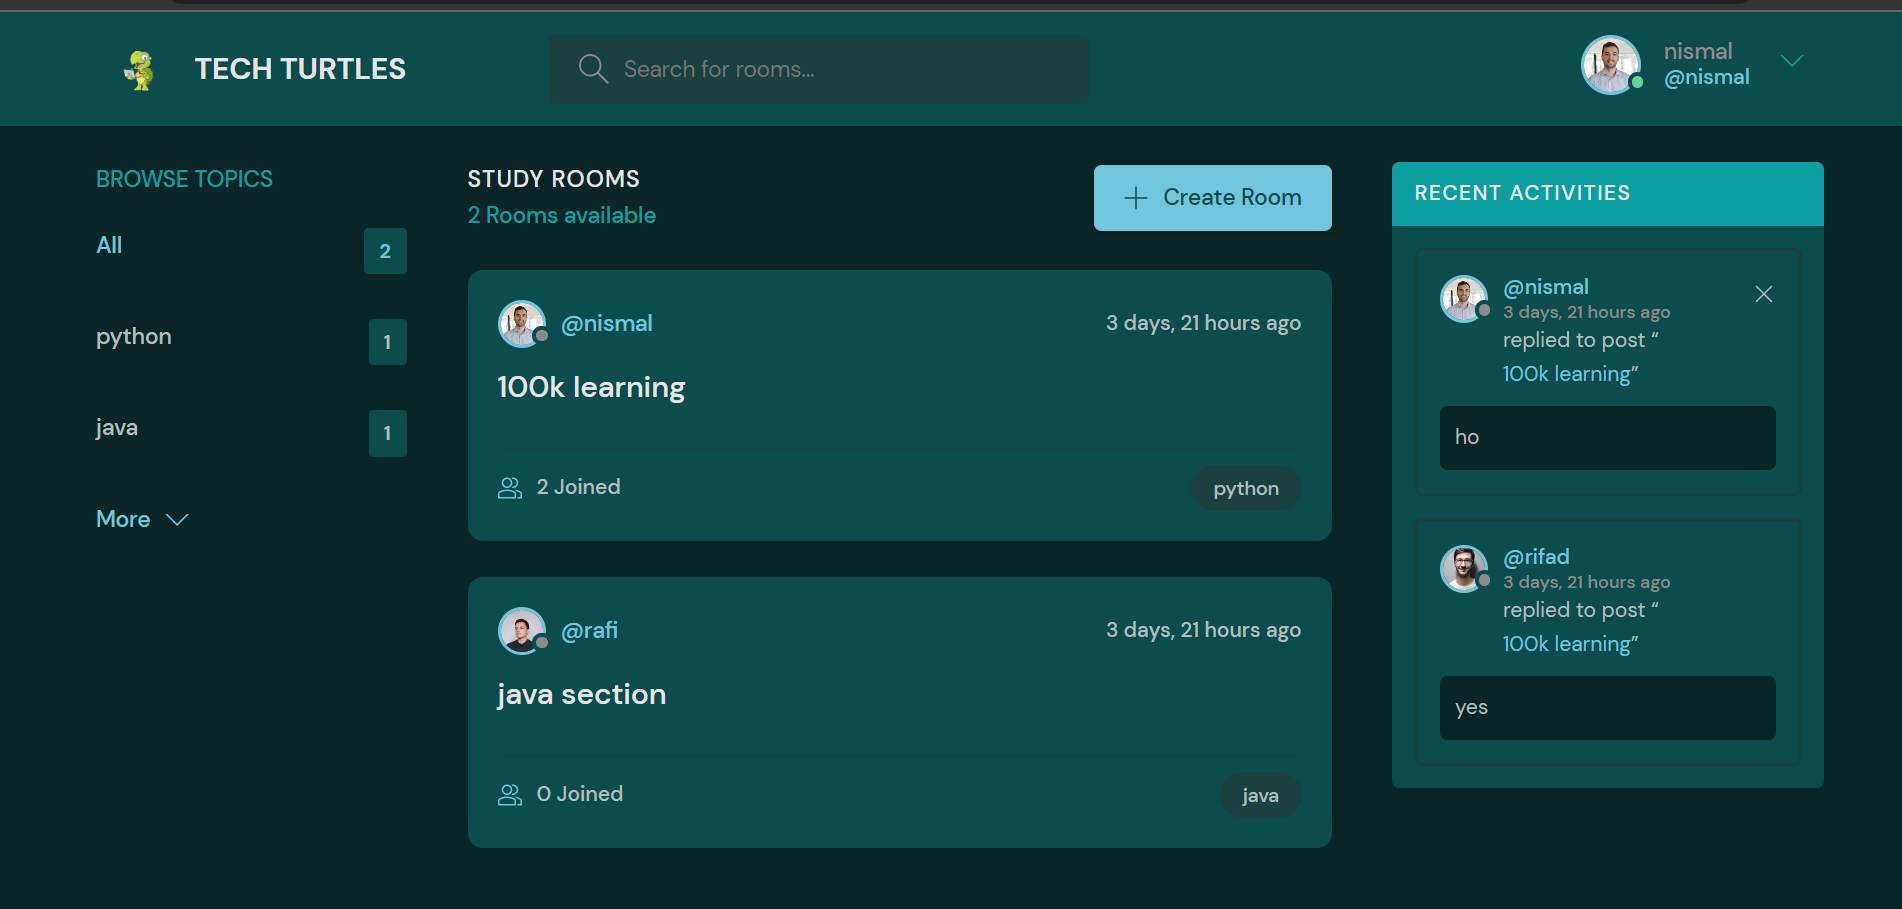 TECH TURTLES
Search for rooms...
nismal
@nismal
BROWSE TOPICS
All
2
python
1
java
1
More
STUDY ROOMS
2 Rooms available
Create Room
@nismal
3 days, 21 hours ago
100k learning
2 Joined
python
@rafi
3 days, 21 hours ago
java section
0 Joined
java
RECENT ACTIVITIES
@nismal
3 days, 21 hours ago
replied to post “
100k learning”
ho
@rifad
3 days, 21 hours ago
replied to post “
100k learning”
yes